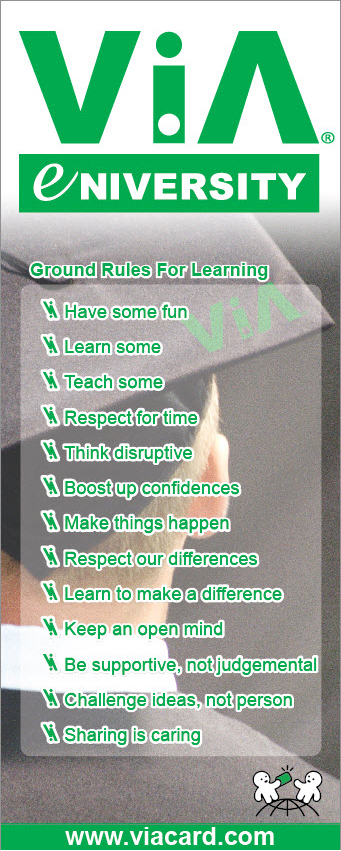 ViA®
eNIVERSITY
Ground Rules For Learning
Have some fun
ViA
Learn some
Teach some
Respect for time
Think disruptive
Boost up confidences
Make things happen
Respect our differences
Learn to make a difference
Keep an open mind
Be supportive, not judgemental
Challenge ideas, not person
Sharing is caring
www.viacard.com